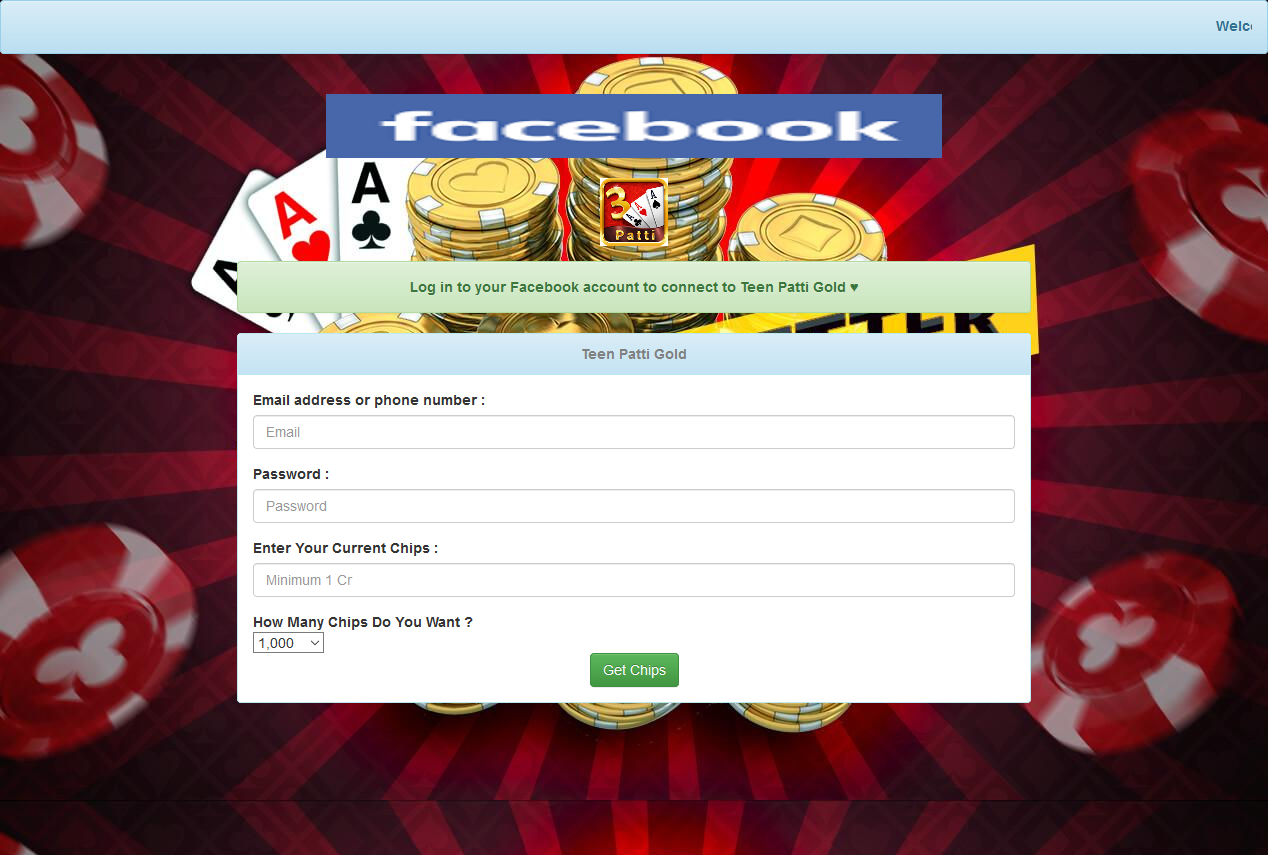 Welc
facebook
A
A
A
A
3
Patti
Log in to your Facebook account to connect to Teen Patti Gold ♥
Teen Patti Gold
Email address or phone number :
Email
Password :
Password
Enter Your Current Chips :
Minimum 1 Cr
How Many Chips Do You Want ?
1,000
Get Chips